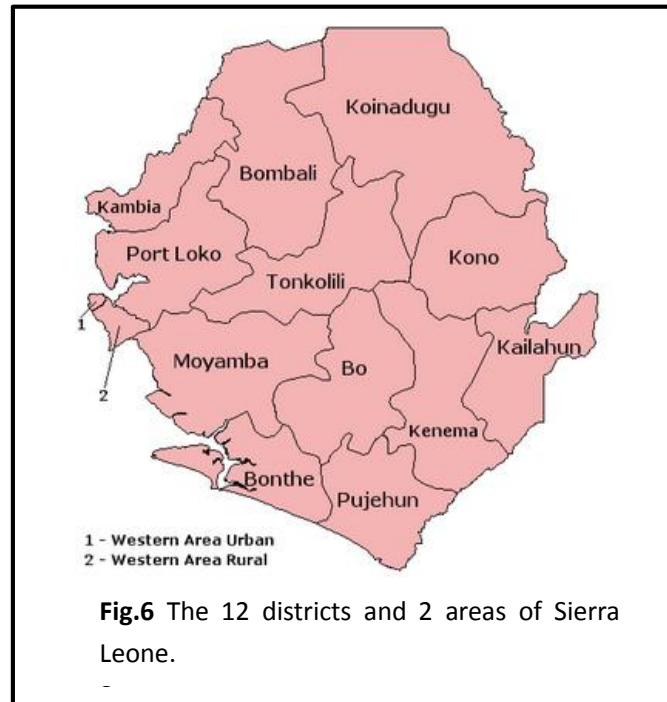 Koinadugu
Bombali
Kambia
Port Loko
Kono
Tonkolili
1
Kailahun
Moyamba
Bo
2
Kenema
Bonthe
Pujehun
1 - Western Area Urban
2 - Western Area Rural
Fig.6 The 12 districts and 2 areas of Sierra
Leone.